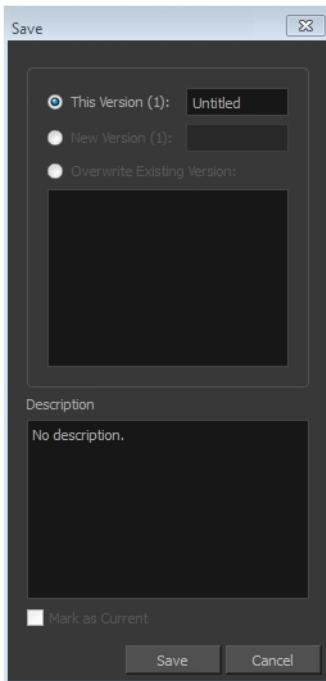 Save
This Version (1): Untitled
New Version (1):
Overwrite Existing Version:
Description
No description.
Mark as Current
Save Cancel